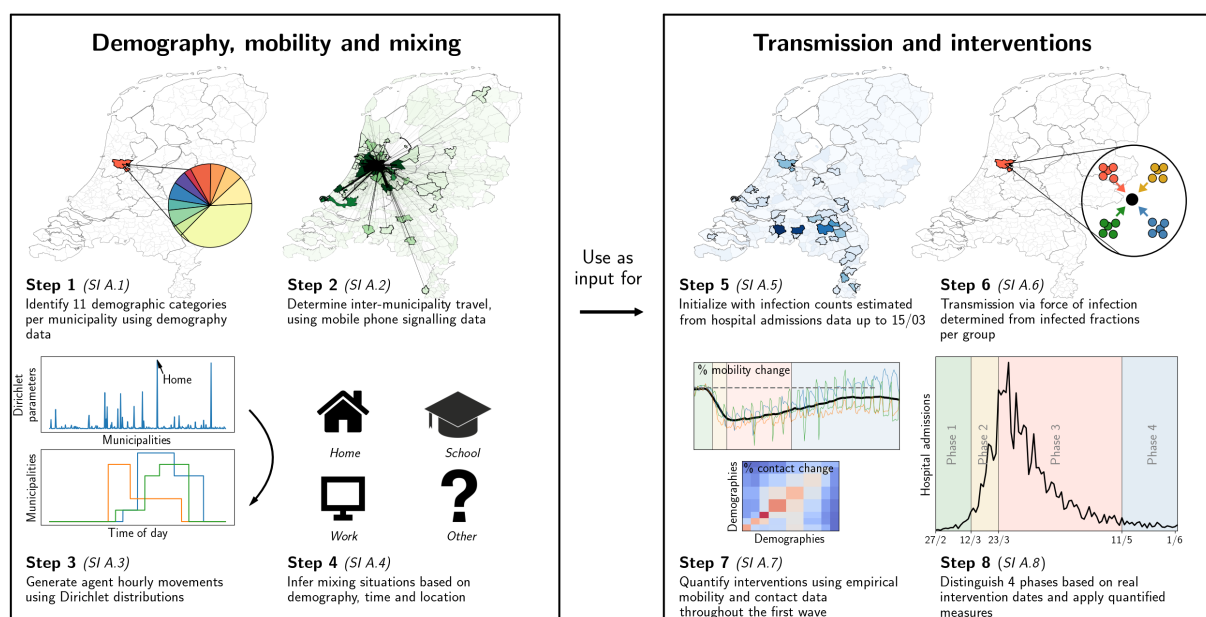 Demography, mobility and mixing
Step 1 (SI A.1)
Identify 11 demographic categories
per municipality using demography
data
Step 2 (SI A.2)
Determine inter-municipality travel,
using mobile phone signalling data
Dirichlet
parameters
Home
Municipalities
Municipalities
Time of day
Home
School
Work
Other
Step 3 (SI A.3)
Generate agent hourly movements
using Dirichlet distributions
Step 4 (SI A.4)
Infer mixing situations based on
demography, time and location
Use as
input for
Transmission and interventions
Step 5 (SI A.5)
Initialize with infection counts estimated
from hospital admissions data up to 15/03
Step 6 (SI A.6)
Transmission via force of infection
determined from infected fractions
per group
% mobility change
% contact change
Demographies
Demographies
Hospital admissions
Phase 1
Phase 2
Phase 3
Phase 4
27/2
12/3
23/3
11/5
1/6
Step 7 (SI A.7)
Quantify interventions using empirical
mobility and contact data
throughout the first wave
Step 8 (SI A.8)
Distinguish 4 phases based on real
intervention dates and apply quantified
measures